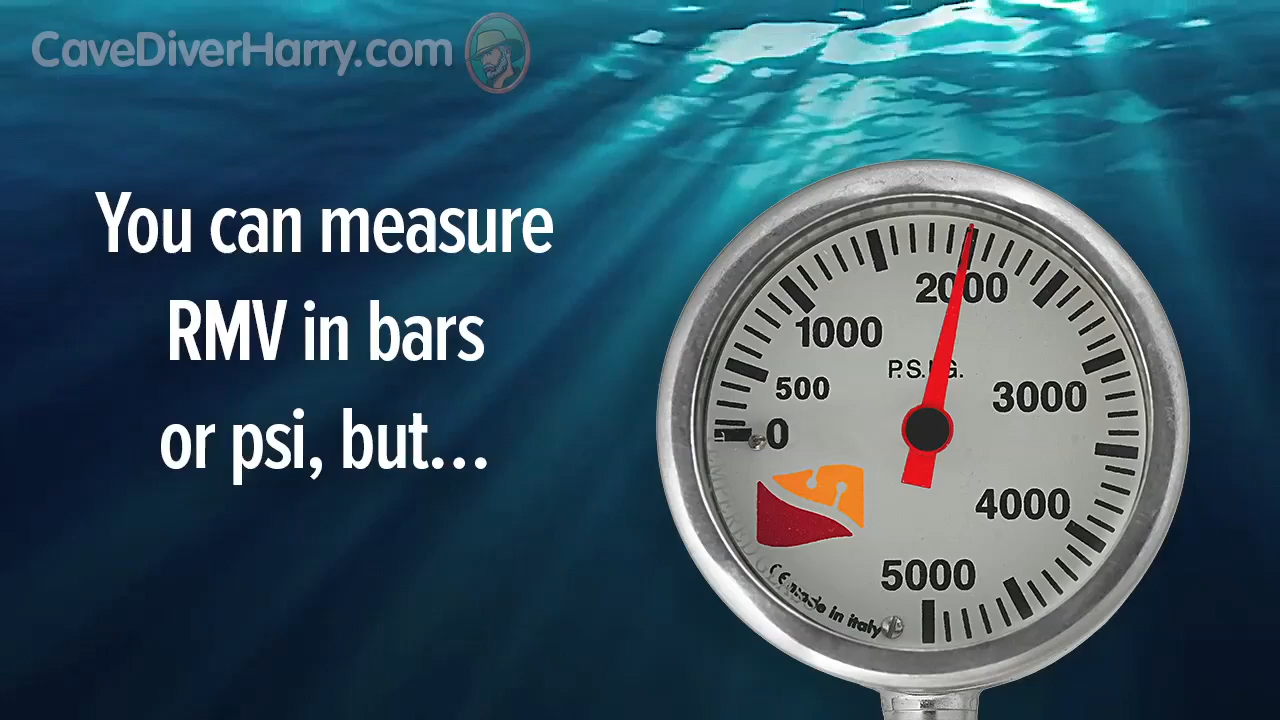 CaveDiverHarry.com
You can measure
RMV in bars
or psi, but...
2000
1000
P.S.I.G.
500
3000
0
4000
5000
made in italy